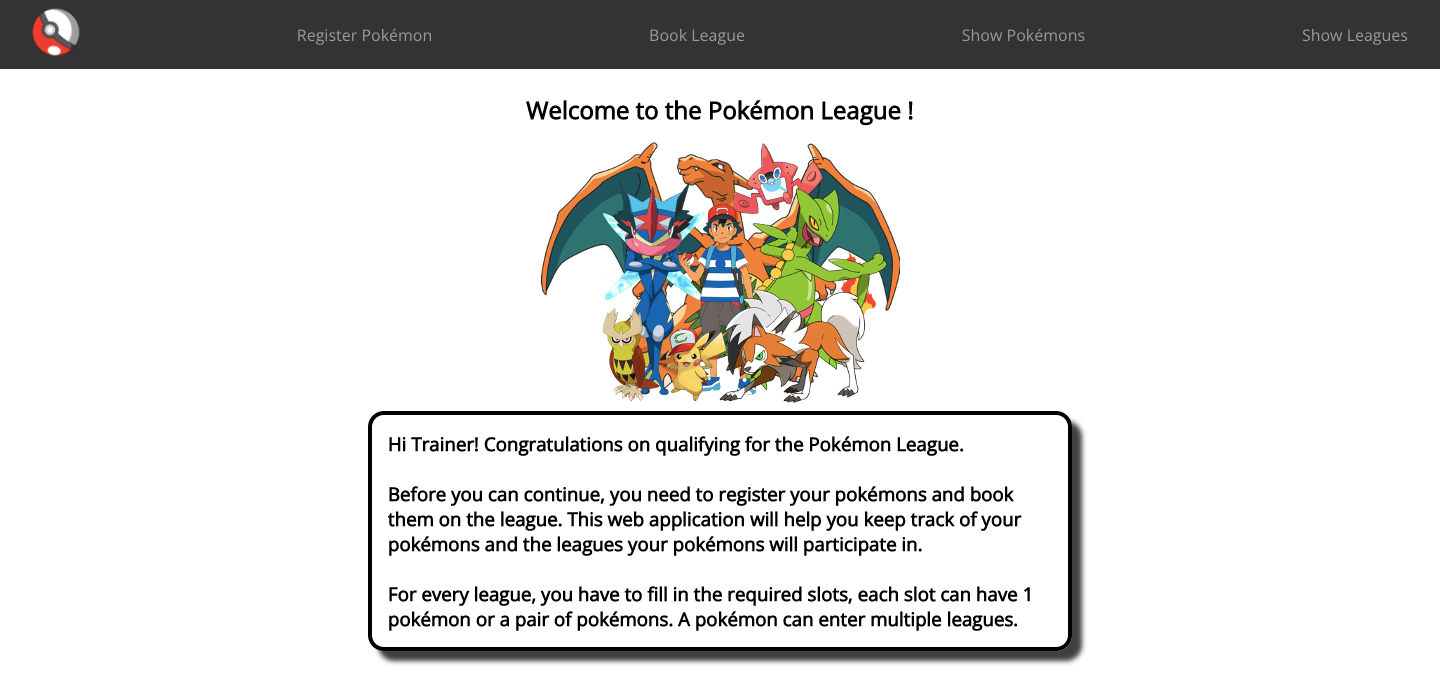 Register Pokémon
Book League
Show Pokémons
Show Leagues
Welcome to the Pokémon League !
Hi Trainer! Congratulations on qualifying for the Pokémon League.
Before you can continue, you need to register your pokémons and book
them on the league. This web application will help you keep track of your
pokémons and the leagues your pokémons will participate in.
For every league, you have to fill in the required slots, each slot can have 1
pokémon or a pair of pokémons. A pokémon can enter multiple leagues.